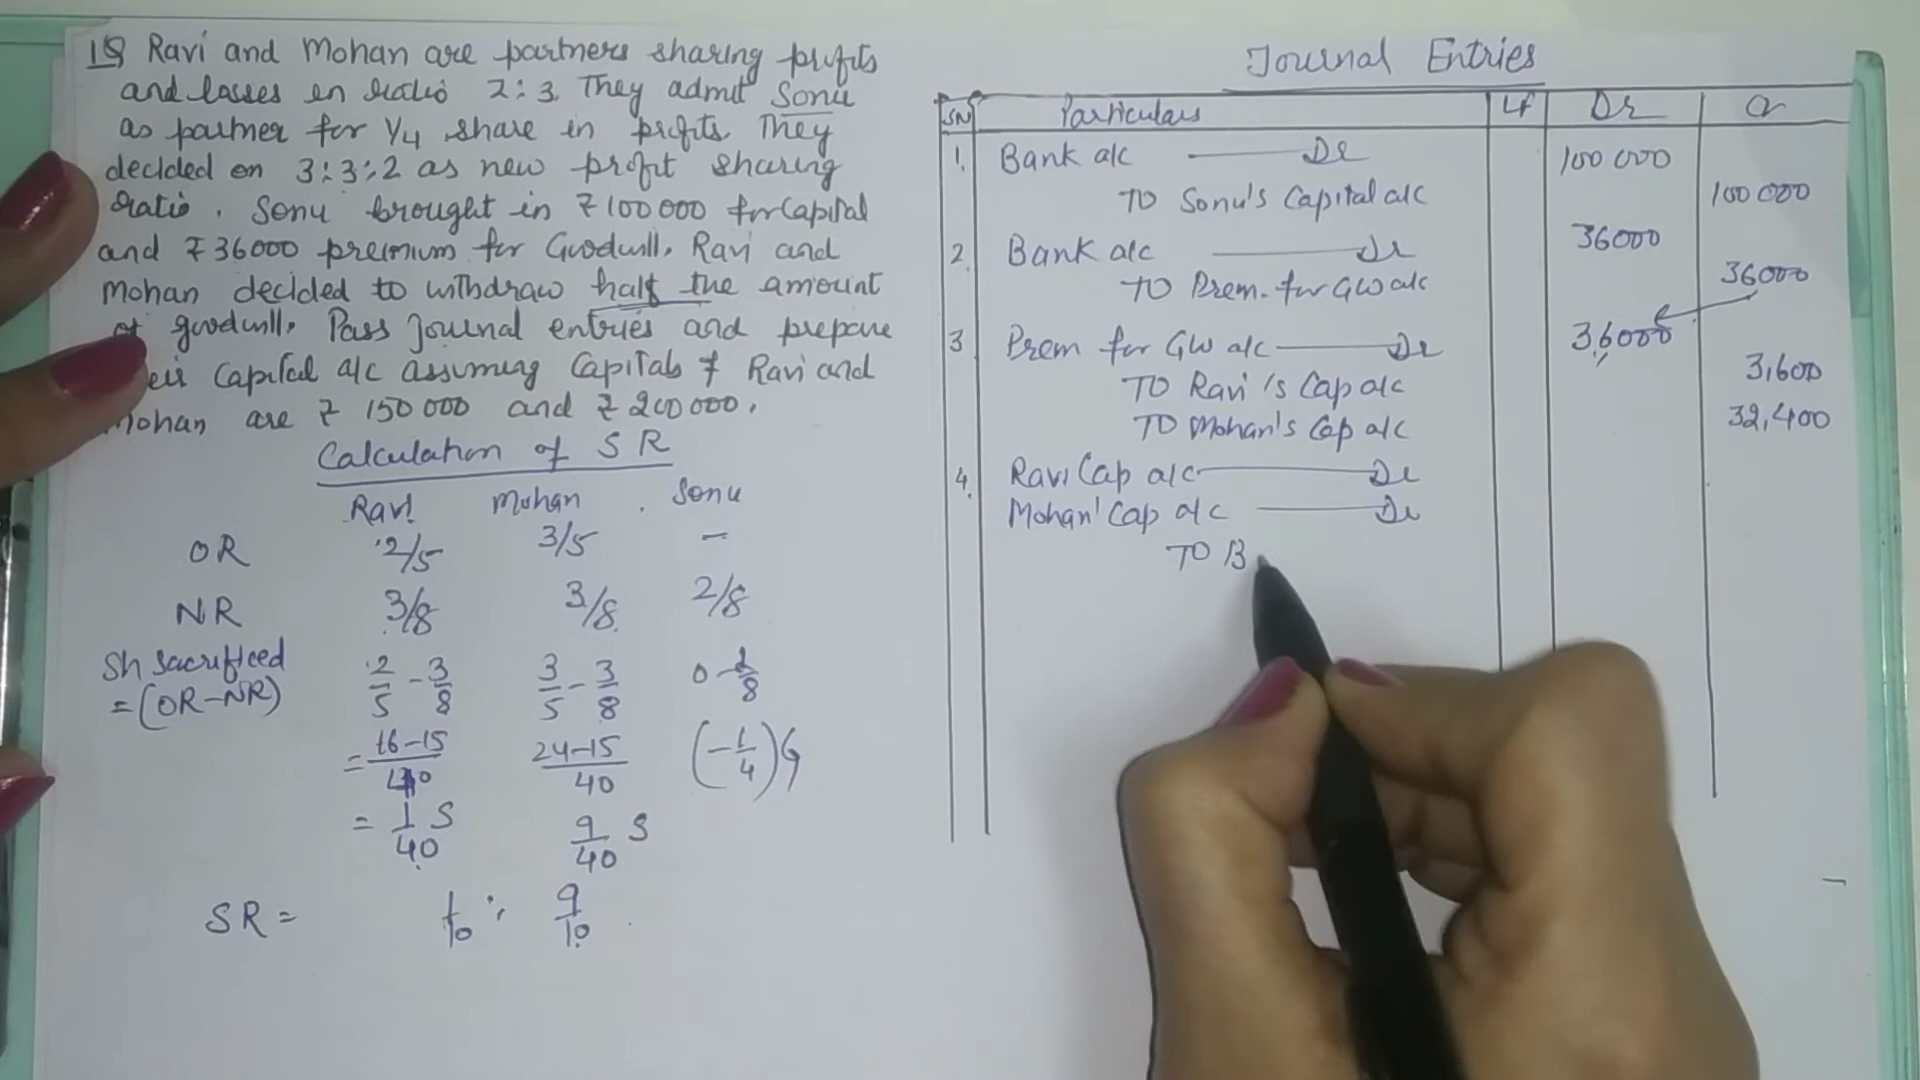 1Q Ravi and Mohan are partners sharing profits
and losses in ratio 2:3. They admit Sonu
as partner for 1/4 share in profits They
decided on 3:3:2 as new profit sharing
Ratio. Sonu brought in ₹100000 for Capital
and ₹36000 premium for Goodwill. Ravi and
Mohan decided to withdraw half the amount
of goodwill. Pass Journal entries and prepare
eir Capital a/c assuming Capitals of Ravi and
Mohan are ₹ 150000 and ₹ 200000.
Calculation of SR
Ravi Mohan Sonu
OR 2/5 3/5 –
NR 3/8 3/8 2/8
Sh sacrificed
= (OR–NR)
2/5 – 3/8 3/5 – 3/8 0 – 2/8
= 16–15/40 24–15/40 (–1/4) G
= 1/40 S 9/40 S
SR = 1/10 : 9/10
Journal Entries
SN Particulars LF Dr Cr
1. Bank a/c Dr 100 000
TO Sonu's Capital a/c 100 000
2. Bank a/c Dr 36000
TO Prem. for GW a/c 36000
3 Prem for GW a/c Dr 36000
TO Ravi's Cap a/c 3,600
TO Mohan's Cap a/c 32,400
4. Ravi Cap a/c Dr
Mohan' Cap a/c Dr
TO B